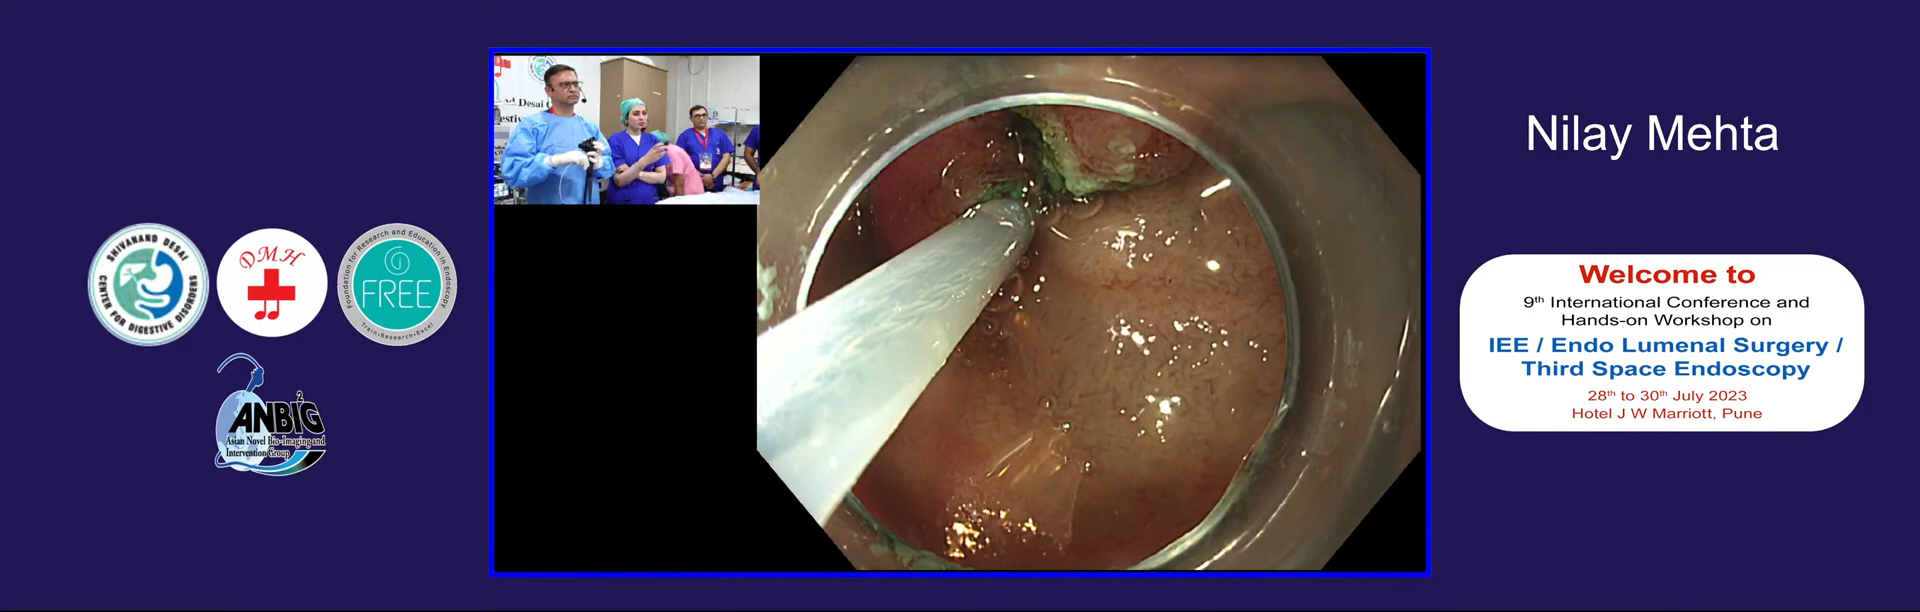 Nilay Mehta
Welcome to
9th International Conference and
Hands-on Workshop on
IEE / Endo Lumenal Surgery /
Third Space Endoscopy
28th to 30th July 2023
Hotel J W Marriott, Pune
SHIVANAND DESAI
CENTER FOR DIGESTIVE DISORDERS
DMH
Foundation for Research and Education in Endoscopy
FREE
Train•Research•Excel
ANBIG2
Asian Novel Bio-Imaging and
Intervention Group
Desai